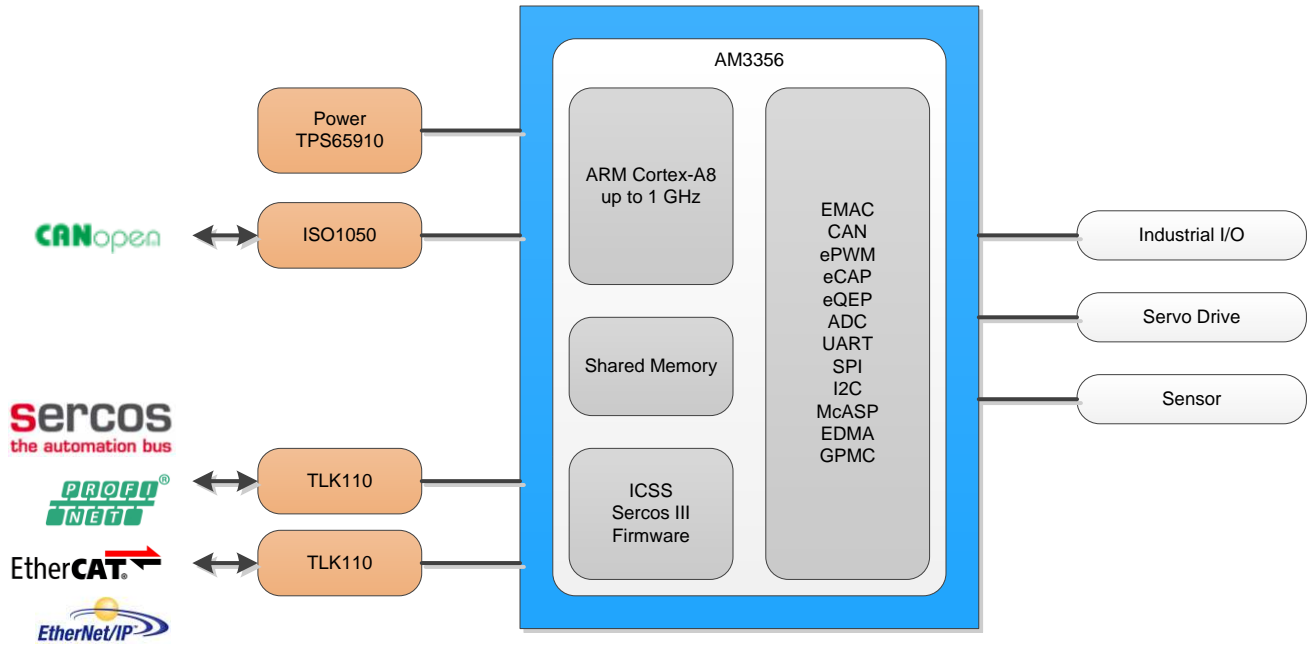 AM3356
Power
TPS65910
ARM Cortex-A8
up to 1 GHz
CANopen
ISO1050
EMAC
CAN
ePWM
eCAP
eQEP
ADC
UART
SPI
I2C
McASP
EDMA
GPMC
Industrial I/O
Servo Drive
Sensor
Shared Memory
sercos
the automation bus
PROFI®
NET
TLK110
ICSS
Sercos III
Firmware
EtherCAT®
TLK110
EtherNet/IP™